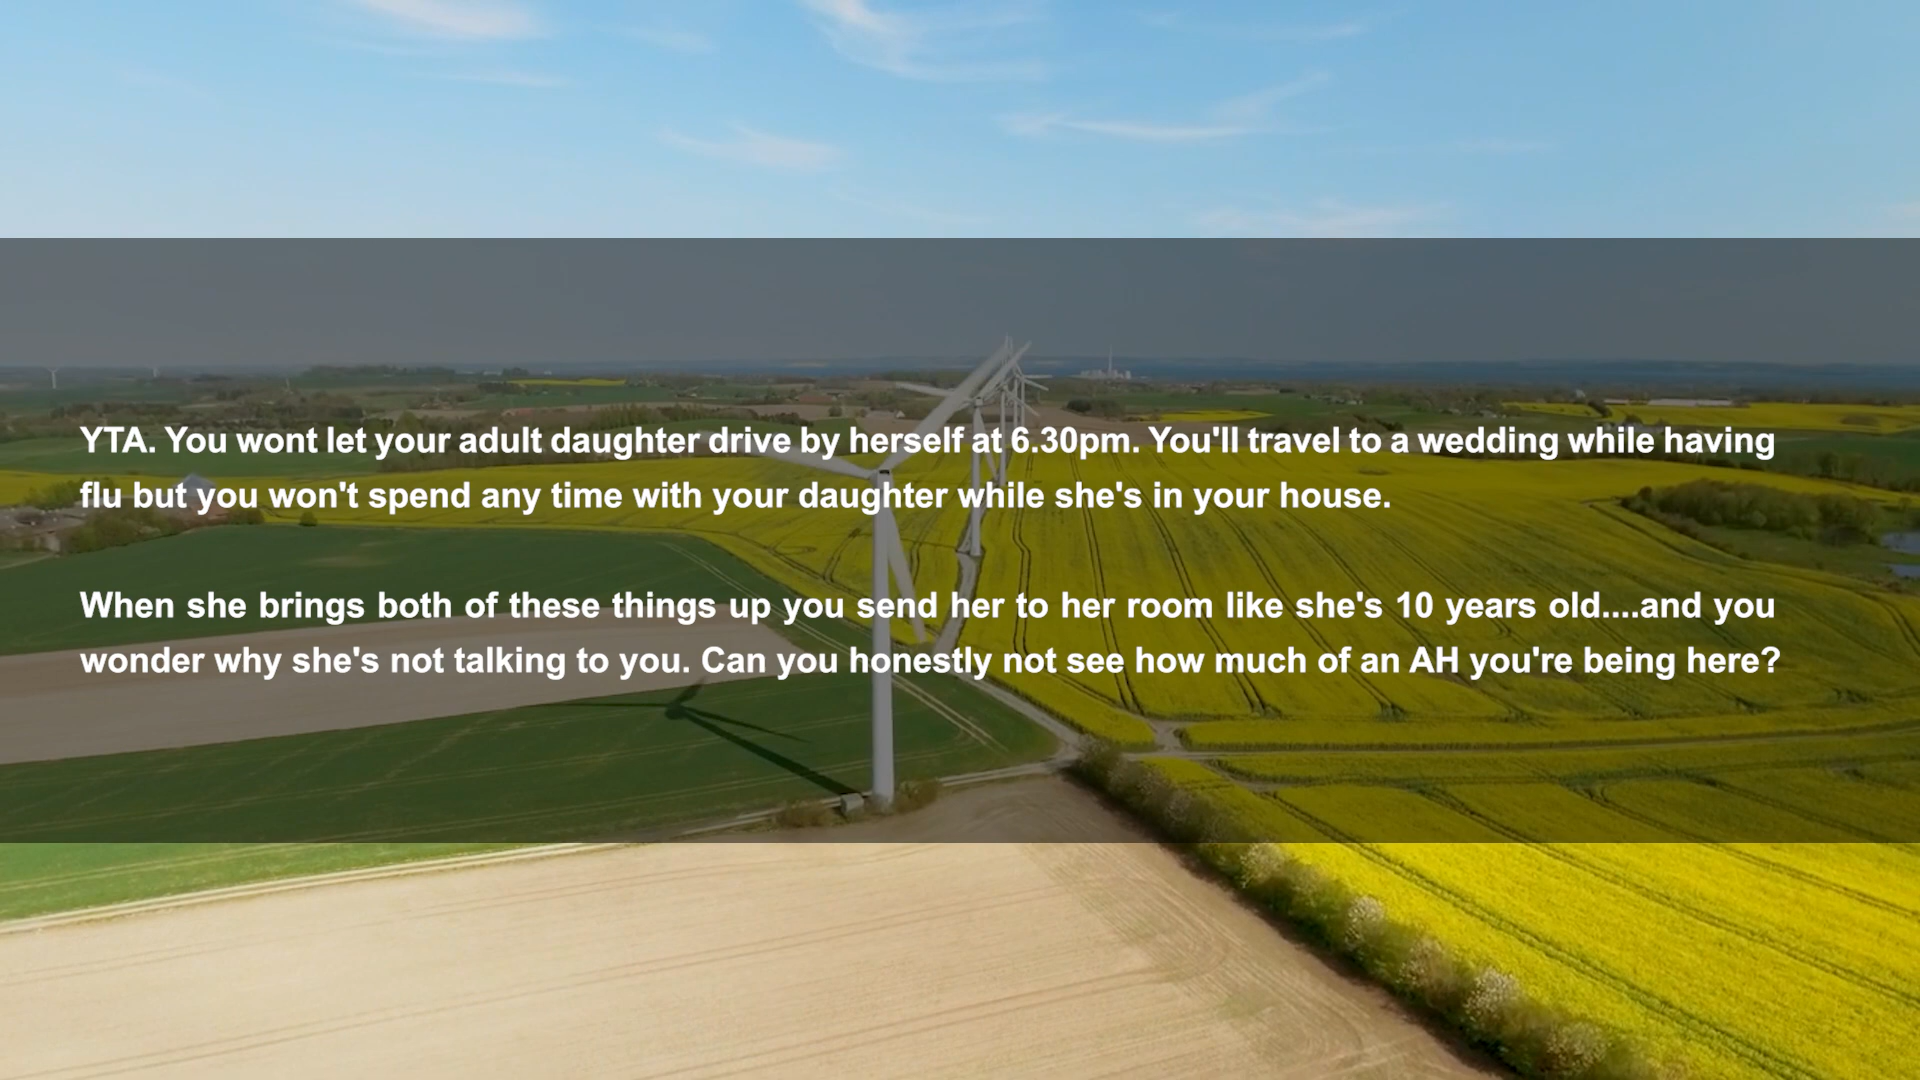 YTA. You wont let your adult daughter drive by herself at 6.30pm. You'll travel to a wedding while having
flu but you won't spend any time with your daughter while she's in your house.
When she brings both of these things up you send her to her room like she's 10 years old....and you
wonder why she's not talking to you. Can you honestly not see how much of an AH you're being here?